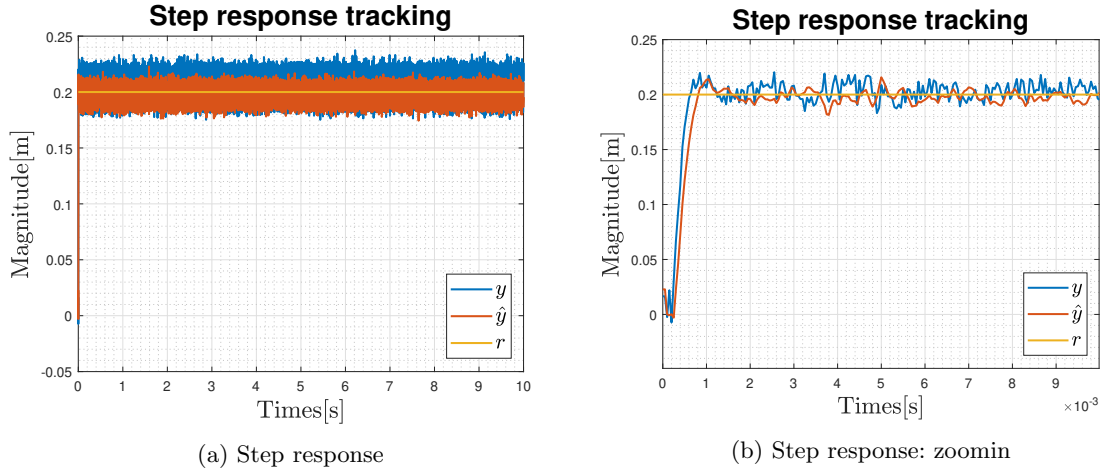 Step response tracking
0.25
0.2
0.15
0.1
0.05
0
-0.05
Magnitude[m]
y
ŷ
r
0 1 2 3 4 5 6 7 8 9 10
Times[s]
(a) Step response
Step response tracking
0.25
0.2
0.15
0.1
0.05
0
Magnitude[m]
y
ŷ
r
0 1 2 3 4 5 6 7 8 9
×10⁻³
Times[s]
(b) Step response: zoomin